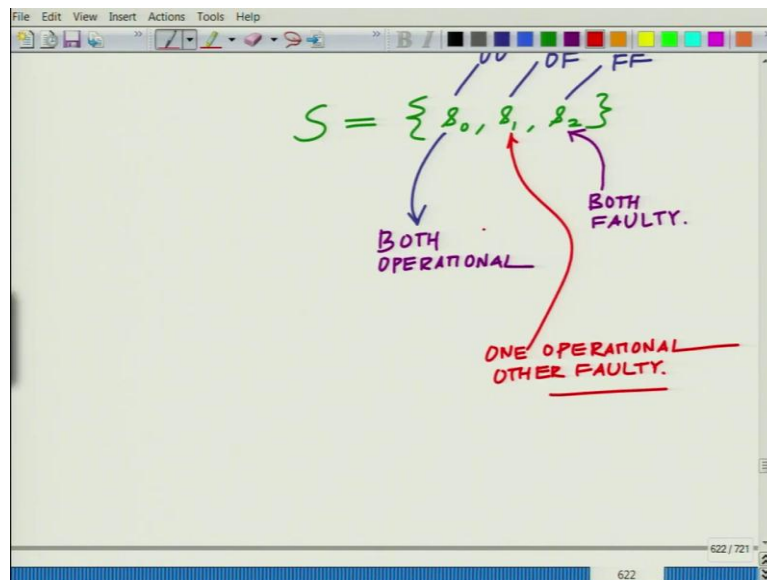 File Edit View Insert Actions Tools Help
B I
OF FF
S = { s₀, s₁, s₂ }
BOTH
FAULTY.
BOTH
OPERATIONAL
ONE OPERATIONAL
OTHER FAULTY.
622 / 721
622